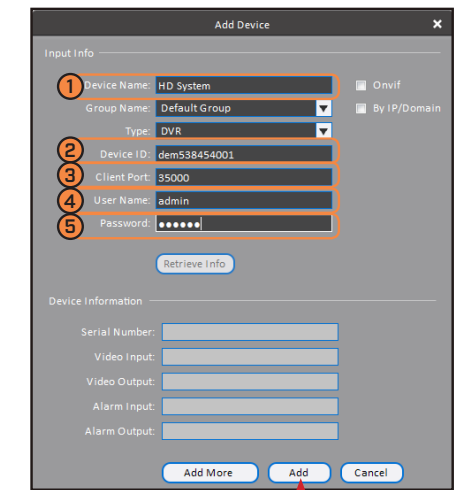 Add Device
Input Info
1 Device Name: HD System Onvif
Group Name: Default Group By IP/Domain
Type: DVR
2 Device ID: dem538454001
3 Client Port: 35000
4 User Name: admin
5 Password: ●●●●●●
Retrieve Info
Device Information
Serial Number:
Video Input:
Video Output:
Alarm Input:
Alarm Output:
Add More Add Cancel